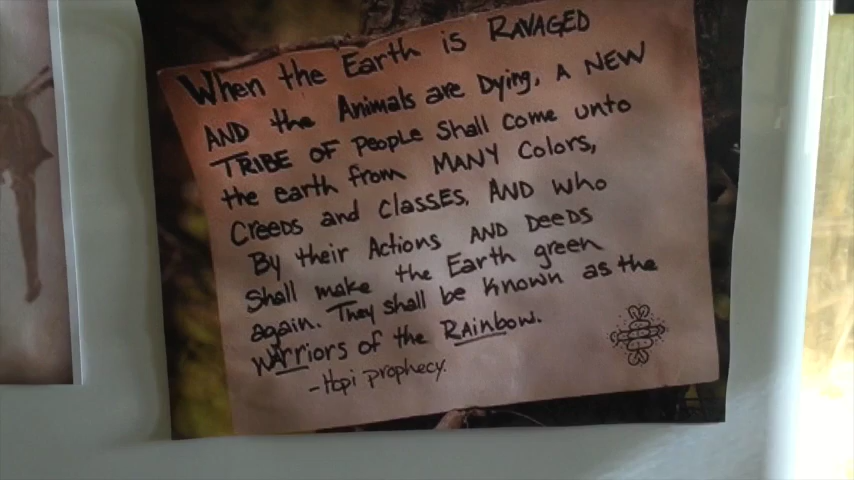 When the Earth is RAVAGED
AND the Animals are Dying, A NEW
TRIBE OF People Shall Come unto
the earth from MANY Colors,
CreeDs and ClassEs, AND who
By their Actions AND DeeDs
Shall make the Earth green
again. They shall be known as the
WArriors of the RAinbow.
-Hopi prophecy.